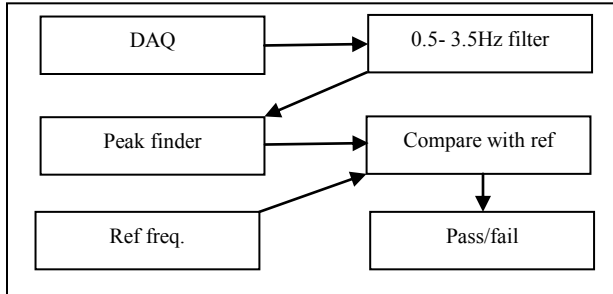 DAQ
0.5- 3.5Hz filter
Peak finder
Compare with ref
Ref freq.
Pass/fail